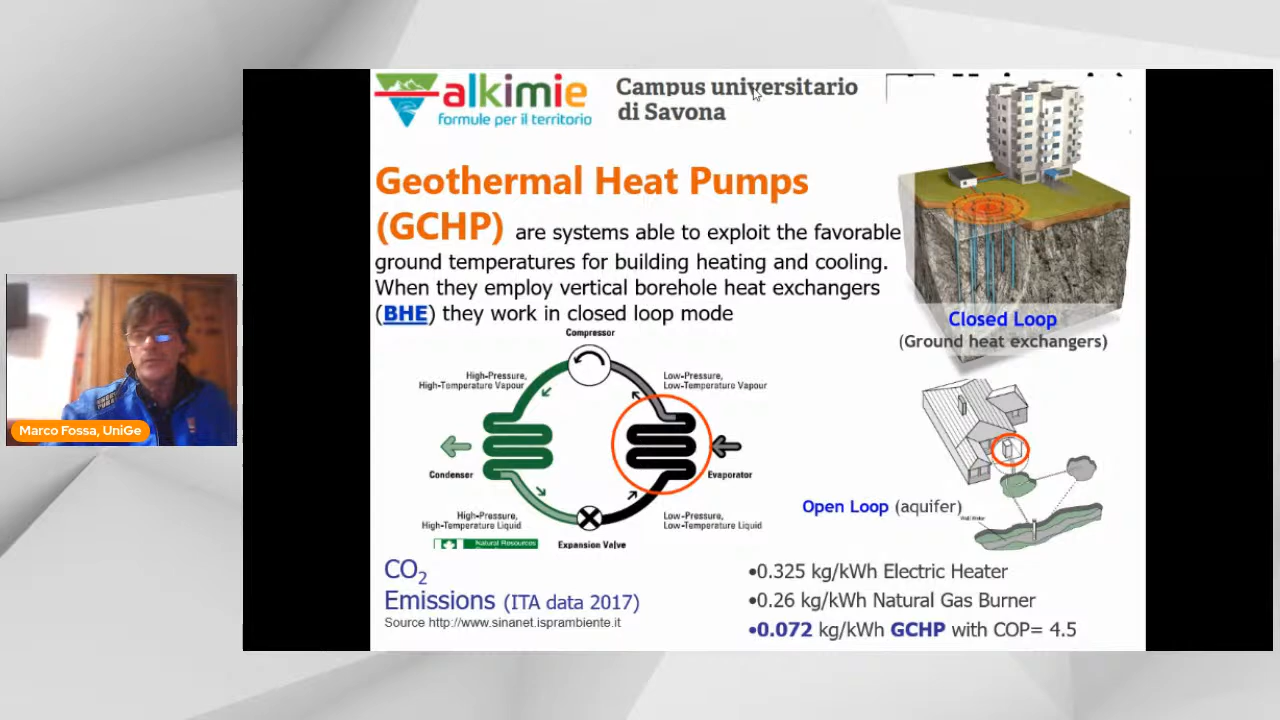 alkimie
formule per il territorio
Campus universitario
di Savona
Geothermal Heat Pumps
(GCHP) are systems able to exploit the favorable
ground temperatures for building heating and cooling.
When they employ vertical borehole heat exchangers
(BHE) they work in closed loop mode
Closed Loop
(Ground heat exchangers)
Compressor
High-Pressure,
High-Temperature Vapour
Low-Pressure,
Low-Temperature Vapour
Condenser
Evaporator
High-Pressure,
High-Temperature Liquid
Low-Pressure,
Low-Temperature Liquid
Expansion Valve
Natural Resources
Open Loop (aquifer)
CO2
Emissions (ITA data 2017)
Source http://www.sinanet.isprambiente.it
•0.325 kg/kWh Electric Heater
•0.26 kg/kWh Natural Gas Burner
•0.072 kg/kWh GCHP with COP= 4.5
Marco Fossa, UniGe